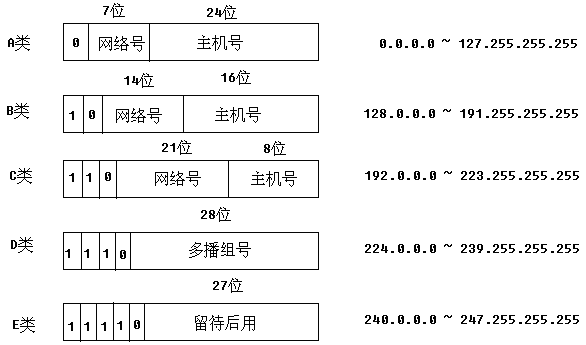 7位 24位
A类 0 网络号 主机号 0.0.0.0 ~ 127.255.255.255
14位 16位
B类 1 0 网络号 主机号 128.0.0.0 ~ 191.255.255.255
21位 8位
C类 1 1 0 网络号 主机号 192.0.0.0 ~ 223.255.255.255
28位
D类 1 1 1 0 多播组号 224.0.0.0 ~ 239.255.255.255
27位
E类 1 1 1 1 0 留待后用 240.0.0.0 ~ 247.255.255.255